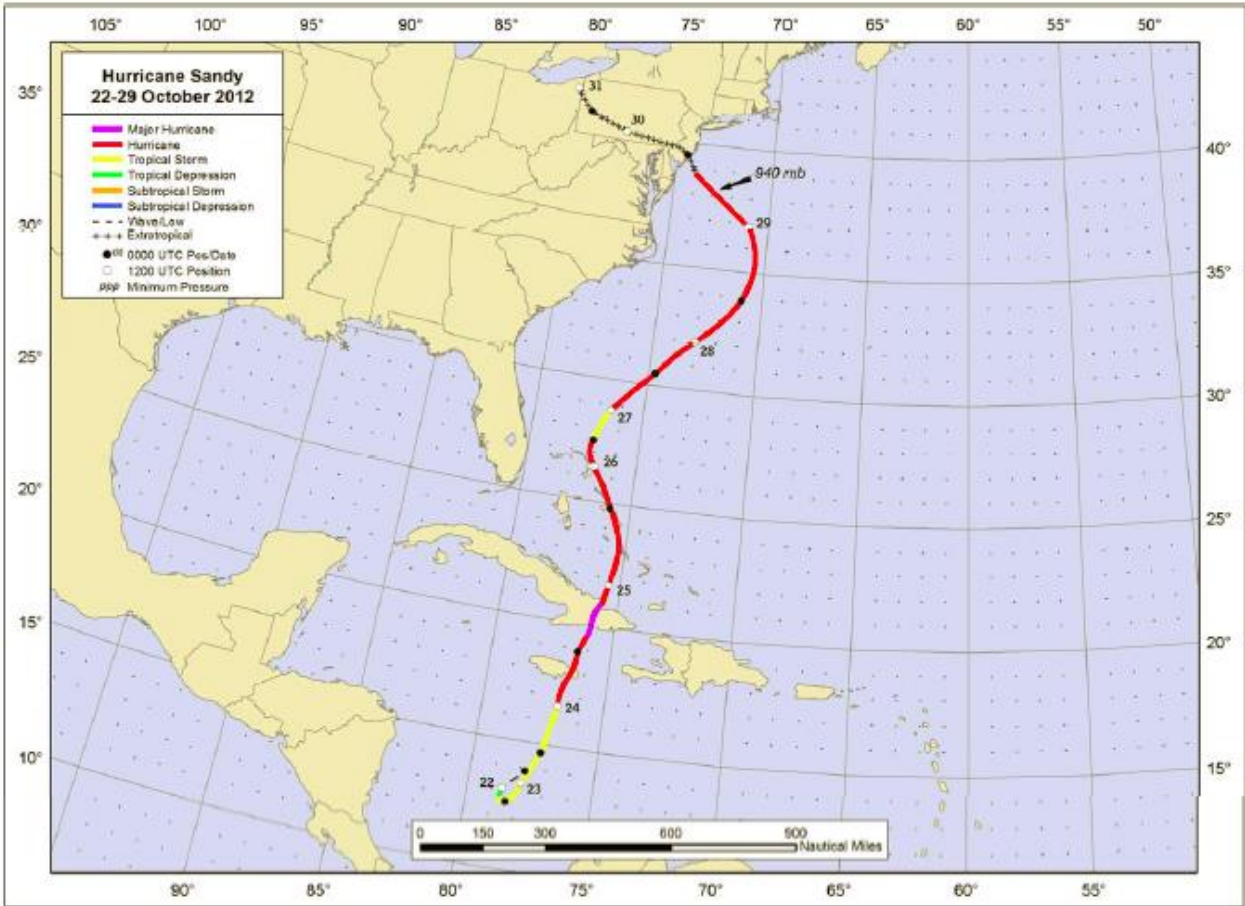 105° 100° 95° 90° 85° 80° 75° 70° 65° 60° 55° 50°
Hurricane Sandy
22-29 October 2012
Major Hurricane
Hurricane
Tropical Storm
Tropical Depression
Subtropical Storm
Subtropical Depression
Wave/Low
Extratropical
0000 UTC Pos/Date
1200 UTC Position
PPP Minimum Pressure
35°
30°
25°
20°
15°
10°
40°
35°
30°
25°
20°
15°
31
30
940 mb
29
28
27
26
25
24
22
23
0 150 300 600 900
Nautical Miles
90° 85° 80° 75° 70° 65° 60° 55°